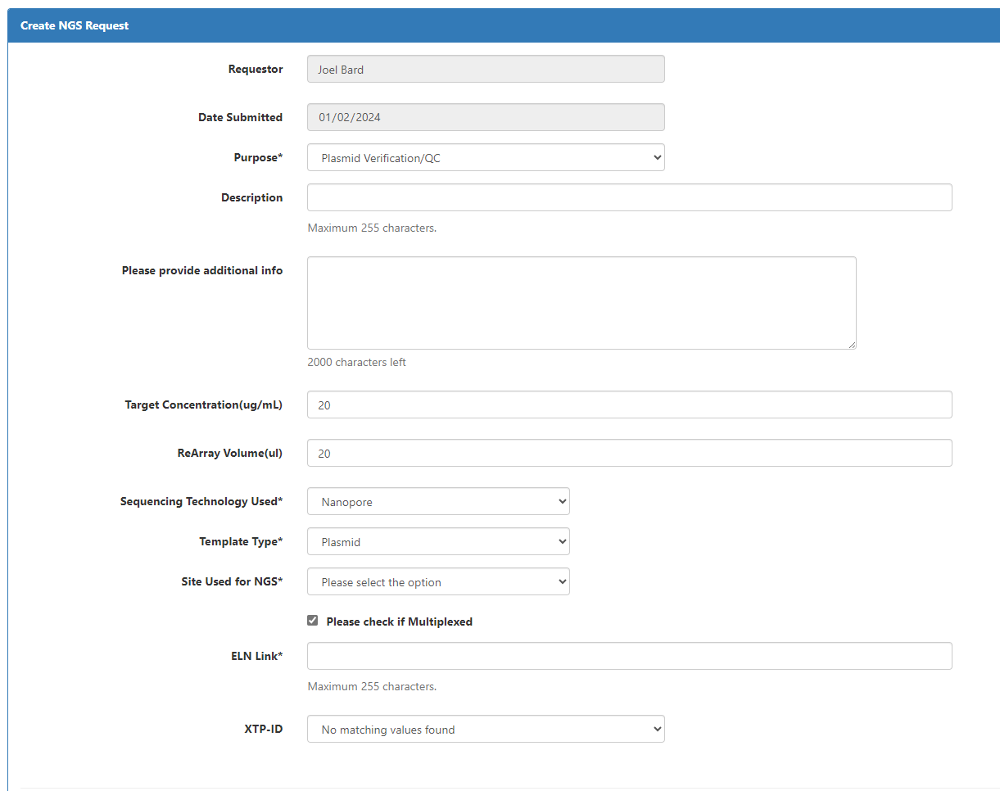 Create NGS Request
Requestor Joel Bard
Date Submitted 01/02/2024
Purpose* Plasmid Verification/QC
Description
Maximum 255 characters.
Please provide additional info
2000 characters left
Target Concentration(ug/mL) 20
ReArray Volume(ul) 20
Sequencing Technology Used* Nanopore
Template Type* Plasmid
Site Used for NGS* Please select the option
Please check if Multiplexed
ELN Link*
Maximum 255 characters.
XTP-ID No matching values found